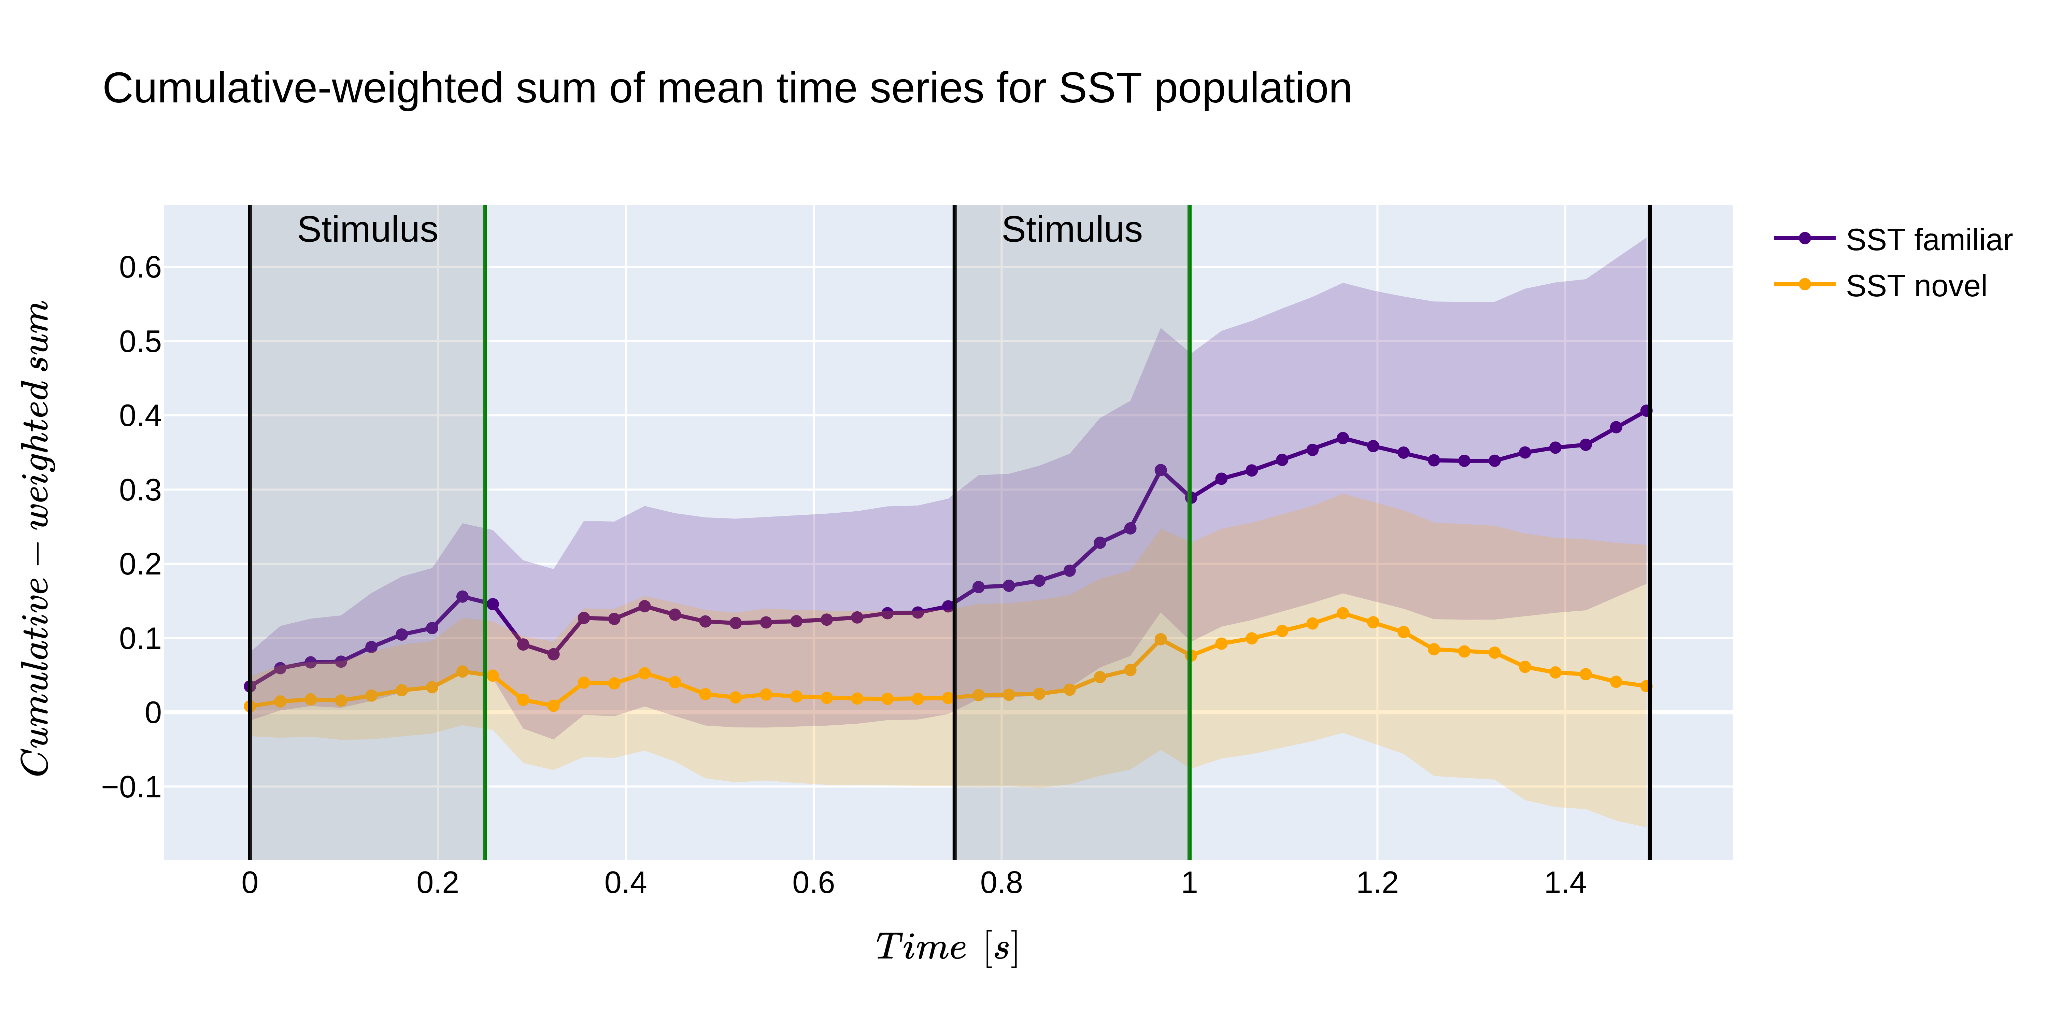 Cumulative-weighted sum of mean time series for SST population
Stimulus
Stimulus
SST familiar
SST novel
0.6
0.5
0.4
0.3
0.2
0.1
0
−0.1
Cumulative − weighted sum
0
0.2
0.4
0.6
0.8
1
1.2
1.4
Time [s]